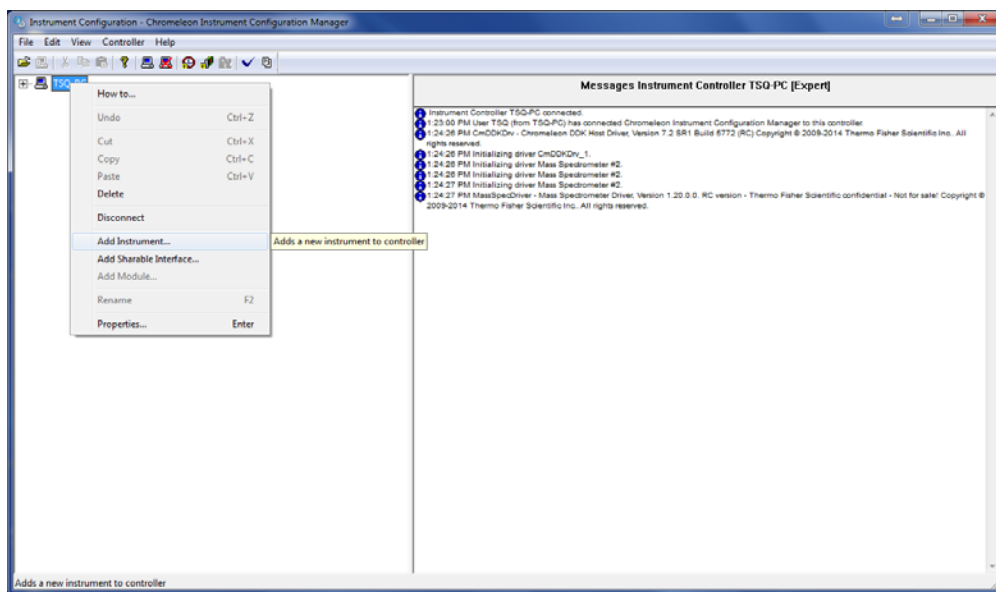 Instrument Configuration - Chromeleon Instrument Configuration Manager
File Edit View Controller Help
TSQ-PC
How to...
Undo Ctrl+Z
Cut Ctrl+X
Copy Ctrl+C
Paste Ctrl+V
Delete
Disconnect
Add Instrument...
Adds a new instrument to controller
Add Sharable Interface...
Add Module...
Rename F2
Properties... Enter
Messages Instrument Controller TSQ-PC [Expert]
Instrument Controller TSQ-PC connected.
1:23:00 PM User TSQ (from TSQ-PC) has connected Chromeleon Instrument Configuration Manager to this controller.
1:24:26 PM CmDDKDrv - Chromeleon DDK Host Driver, Version 7.2 SR1 Build 6772 (RC) Copyright © 2009-2014 Thermo Fisher Scientific Inc.. All
rights reserved.
1:24:26 PM Initializing driver CmDDKDrv_1.
1:24:26 PM Initializing driver Mass Spectrometer #2.
1:24:26 PM Initializing driver Mass Spectrometer #2.
1:24:27 PM Initializing driver Mass Spectrometer #2.
1:24:27 PM MassSpecDriver - Mass Spectrometer Driver, Version 1.20.0.0. RC version - Thermo Fisher Scientific confidential - Not for sale! Copyright ©
2009-2014 Thermo Fisher Scientific Inc.. All rights reserved.
Adds a new instrument to controller